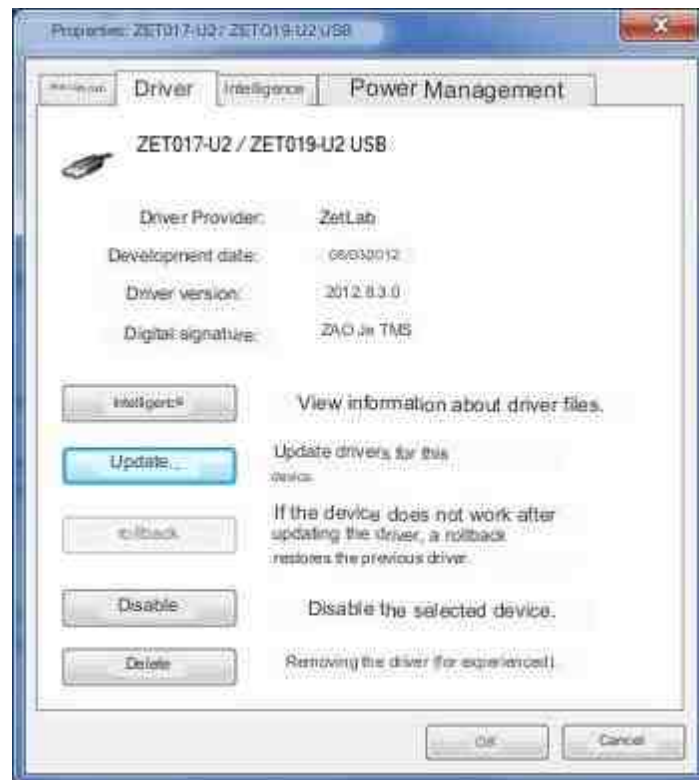 Properties: ZET017-U2 / ZET019-U2 USB
Driver
Intelligence
Power Management
ZET017-U2 / ZET019-U2 USB
Driver Provider: ZetLab
Development date:
Driver version: 2012.8.3.0
Digital signature: ZAO
TMS
Intelligence
View information about driver files.
Update...
Update drivers for this
device.
rollback
If the device does not work after
updating the driver, a rollback
restores the previous driver.
Disable
Disable the selected device.
Delete
Removing the driver (for experienced).
OK
Cancel